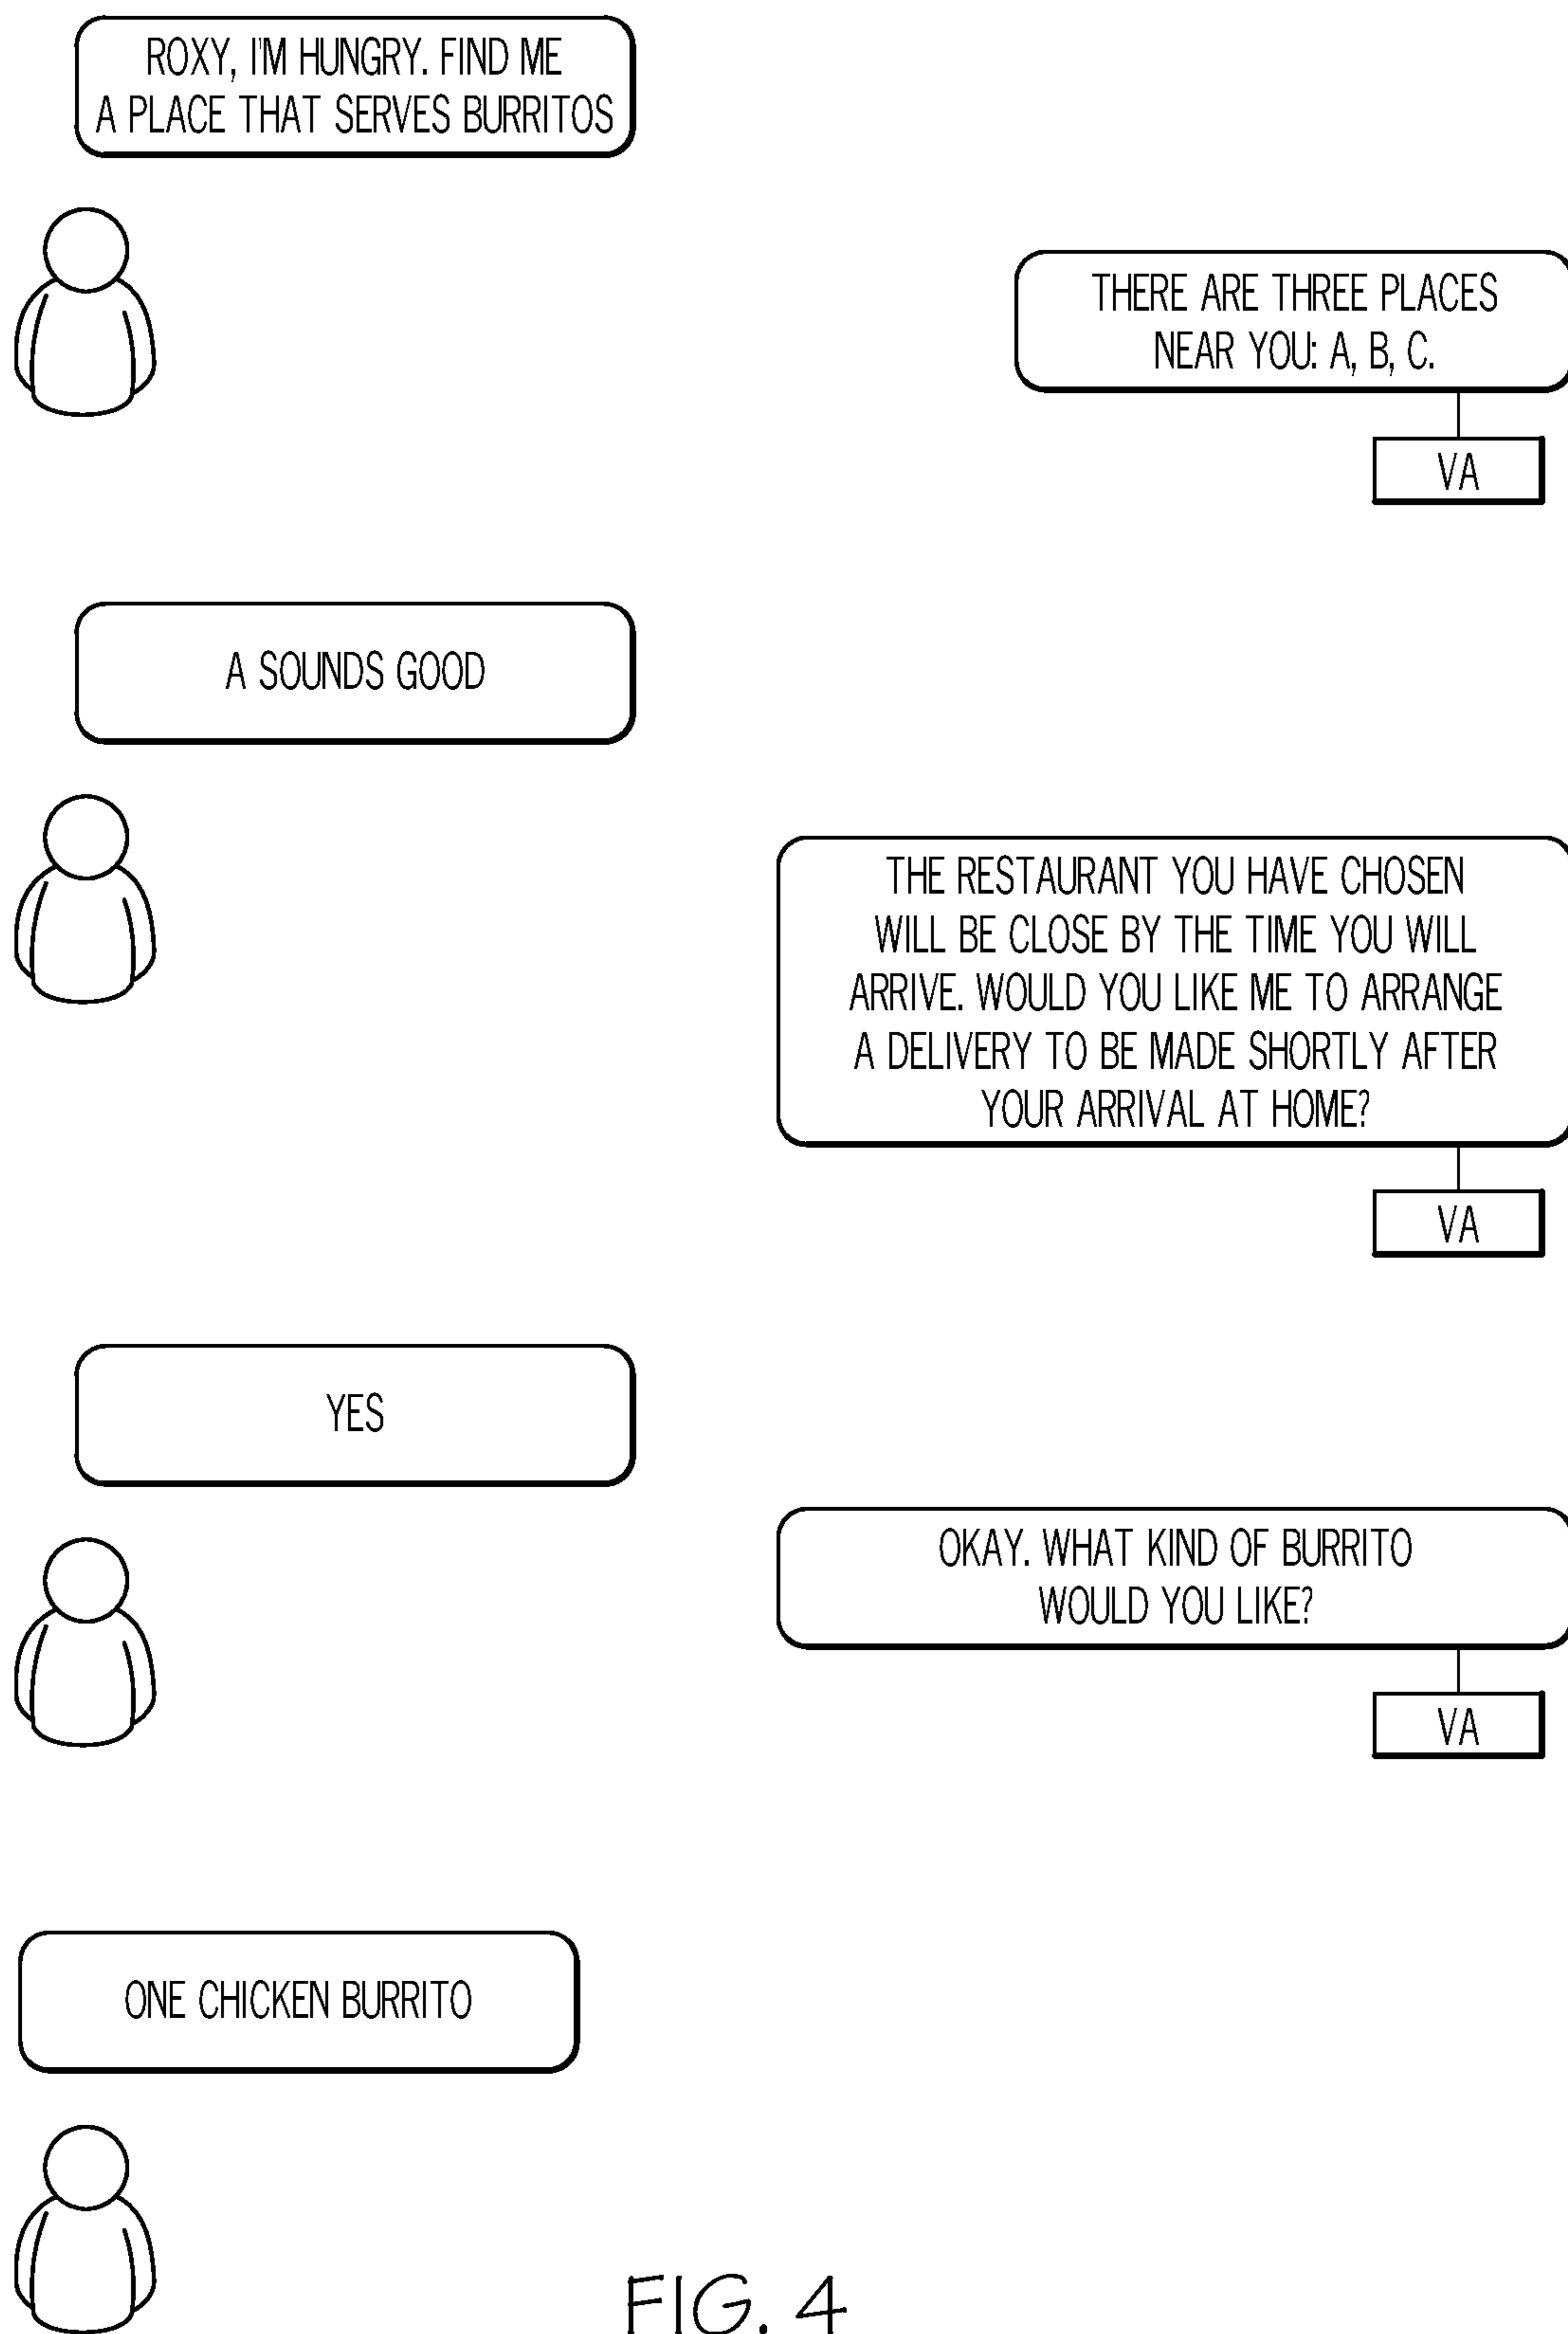 ROXY, I'M HUNGRY. FIND ME
A PLACE THAT SERVES BURRITOS
THERE ARE THREE PLACES
NEAR YOU: A, B, C.
VA
A SOUNDS GOOD
THE RESTAURANT YOU HAVE CHOSEN
WILL BE CLOSE BY THE TIME YOU WILL
ARRIVE. WOULD YOU LIKE ME TO ARRANGE
A DELIVERY TO BE MADE SHORTLY AFTER
YOUR ARRIVAL AT HOME?
VA
YES
OKAY. WHAT KIND OF BURRITO
WOULD YOU LIKE?
VA
ONE CHICKEN BURRITO
FIG. 4